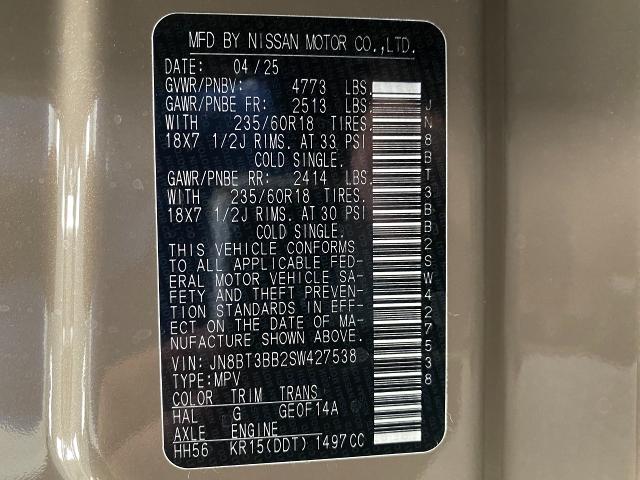 MFD BY NISSAN MOTOR CO.,LTD.
DATE: 04/25
GVWR/PNBV: 4773 LBS.
GAWR/PNBE FR: 2513 LBS.
WITH 235/60R18 TIRES.
18X7 1/2J RIMS. AT 33 PSI
COLD SINGLE.
GAWR/PNBE RR: 2414 LBS.
WITH 235/60R18 TIRES.
18X7 1/2J RIMS. AT 30 PSI
COLD SINGLE.
THIS VEHICLE CONFORMS
TO ALL APPLICABLE FED-
ERAL MOTOR VEHICLE SA-
FETY AND THEFT PREVEN-
TION STANDARDS IN EFF-
ECT ON THE DATE OF MA-
NUFACTURE SHOWN ABOVE.
VIN: JN8BT3BB2SW427538
TYPE:MPV
COLOR TRIM TRANS
HAL G GE0F14A
AXLE ENGINE
HH56 KR15(DDT) 1497CC
JN8BT3BB2SW427538